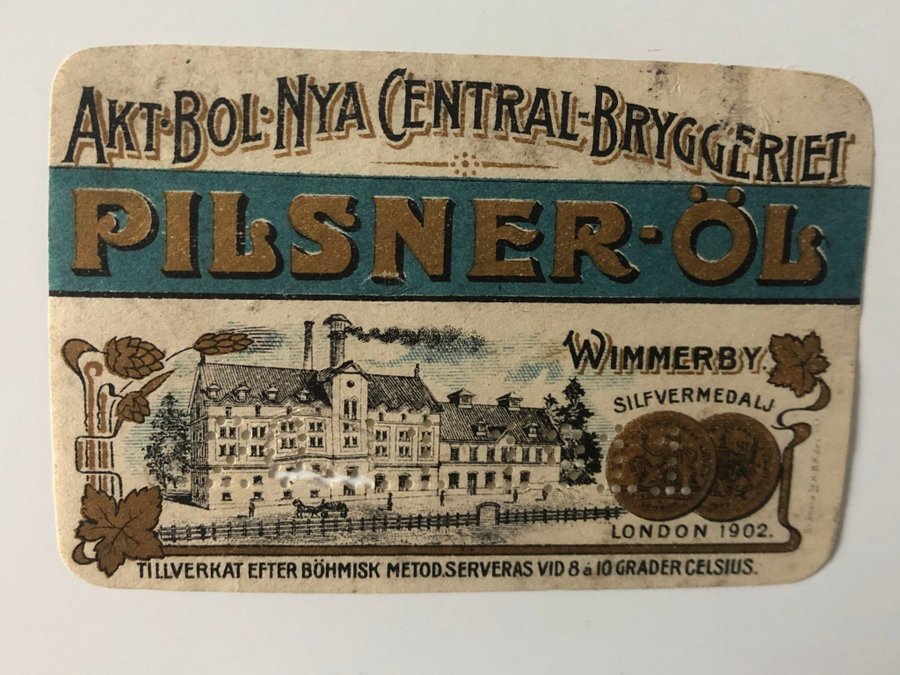 AKT·BOL·NYA CENTRAL-BRYGGERIET
PILSNER-ÖL
WIMMERBY.
SILFVERMEDALJ
LONDON 1902.
TILLVERKAT EFTER BÖHMISK METOD. SERVERAS VID 8 á 10 GRADER CELSIUS.